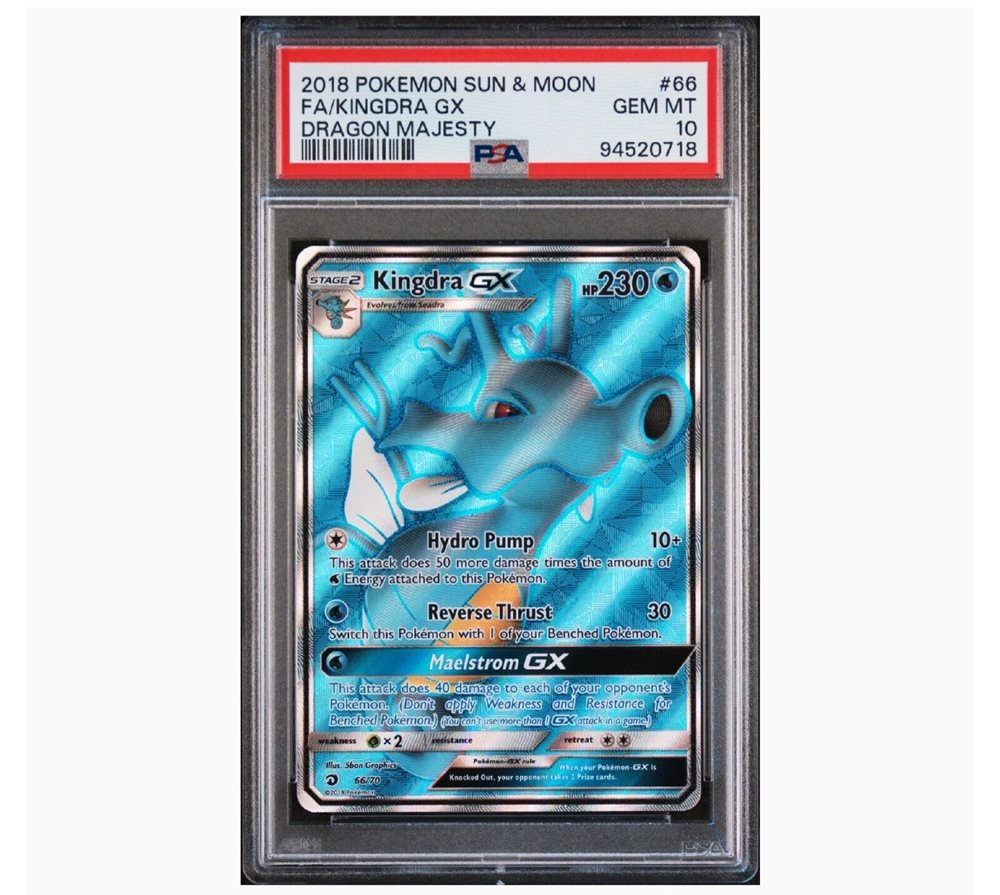 2018 POKEMON SUN & MOON #66
FA/KINGDRA GX GEM MT
DRAGON MAJESTY 10
PSA 94520718
STAGE2 Kingdra GX HP230
Evolves from Seadra
Hydro Pump 10+
This attack does 50 more damage times the amount of
Energy attached to this Pokémon.
Reverse Thrust 30
Switch this Pokémon with 1 of your Benched Pokémon.
Maelstrom GX
This attack does 40 damage to each of your opponent's
Pokémon. (Don't apply Weakness and Resistance for
Benched Pokémon.) (You can't use more than 1 GX attack in a game.)
weakness ×2 resistance retreat
Illus. 5ban Graphics
Pokémon-GX rule
When your Pokémon-GX is
Knocked Out, your opponent takes 2 Prize cards.
66/70
©2018 Pokémon
PSA